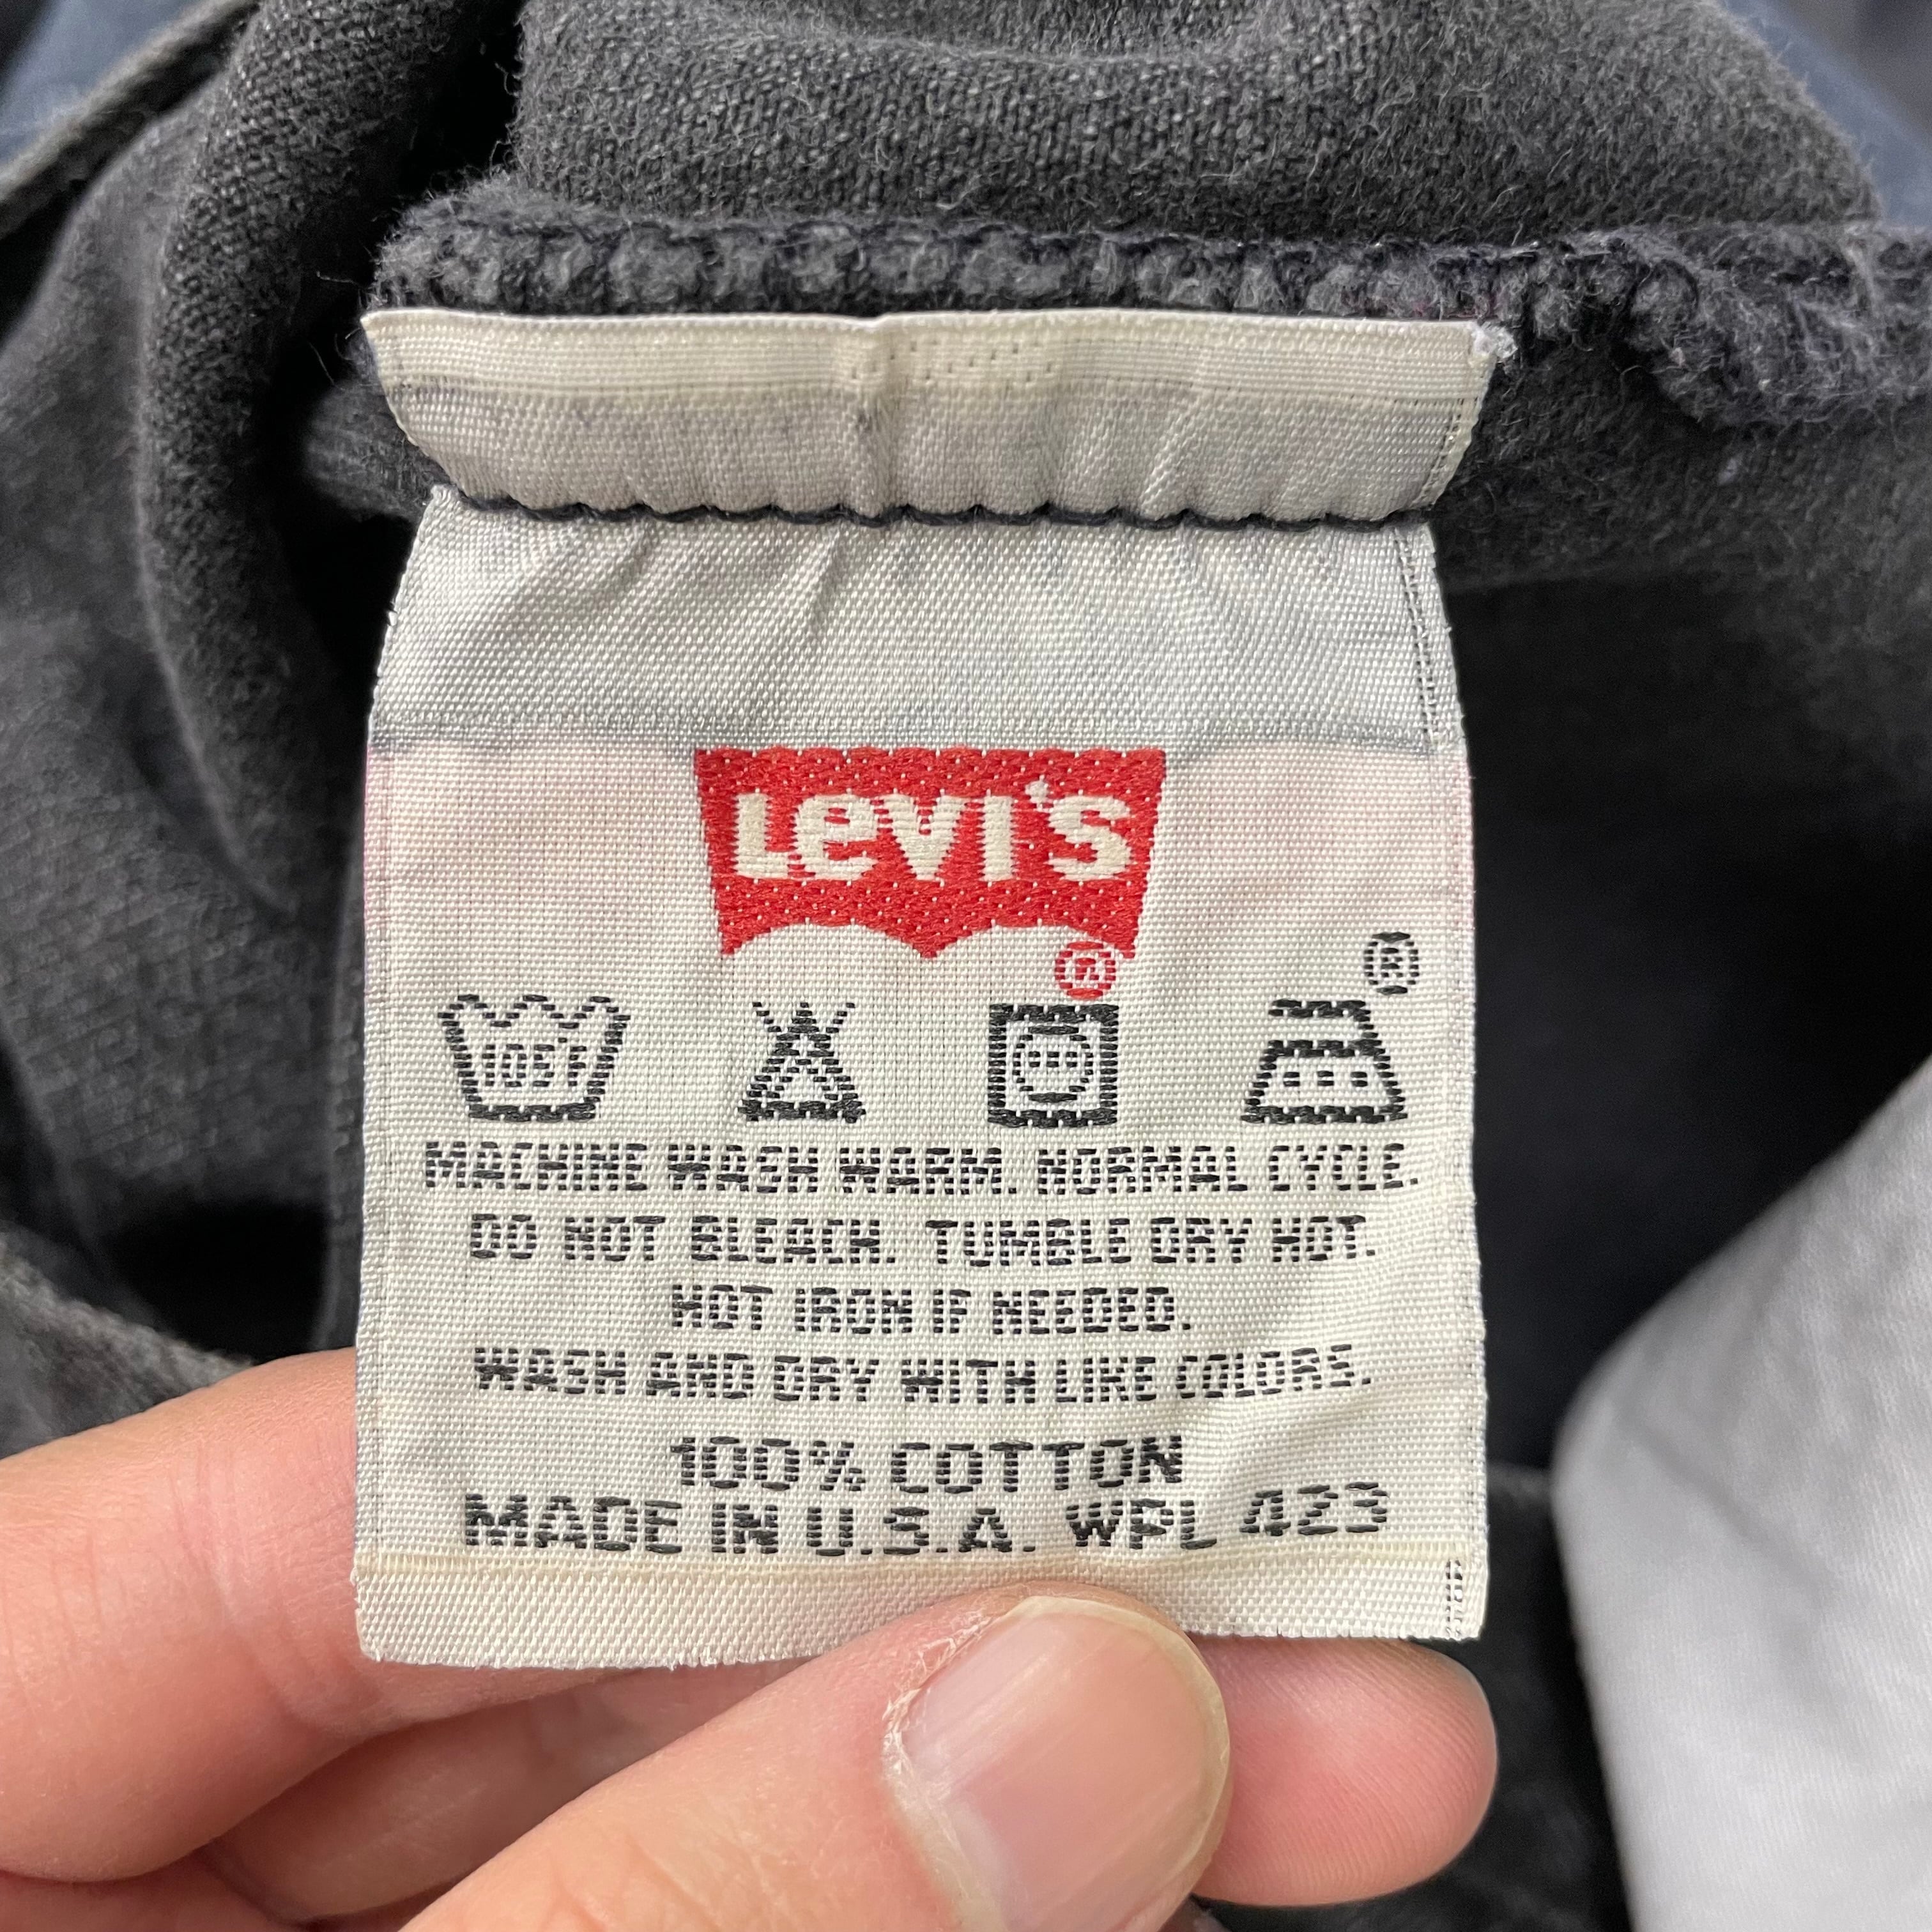 LEVI'S
®
®
105°F
MACHINE WASH WARM. NORMAL CYCLE.
DO NOT BLEACH. TUMBLE DRY HOT.
HOT IRON IF NEEDED.
WASH AND DRY WITH LIKE COLORS.
100% COTTON
MADE IN U.S.A. WPL 423